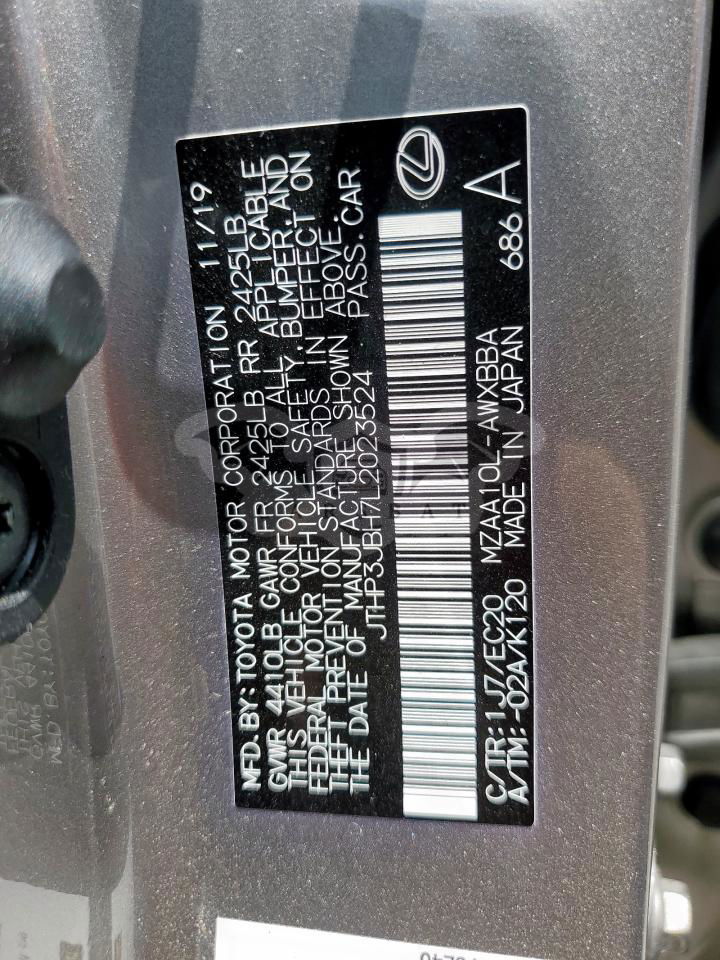 MFD.BY:TOYOTA MOTOR CORPORATION 11/19
GVWR 4410LB GAWR FR 2425LB RR 2425LB
THIS VEHICLE CONFORMS TO ALL APPLICABLE
FEDERAL MOTOR VEHICLE SAFETY.BUMPER.AND
THEFT PREVENTION STANDARDS IN EFFECT ON
THE DATE OF MANUFACTURE SHOWN ABOVE.
JTHP3JBH7L2023524 PASS.CAR
C/TR:1J7/EC20 MZAA10L-AWXBBA
A/TM:-02A/K120 MADE IN JAPAN 686 A